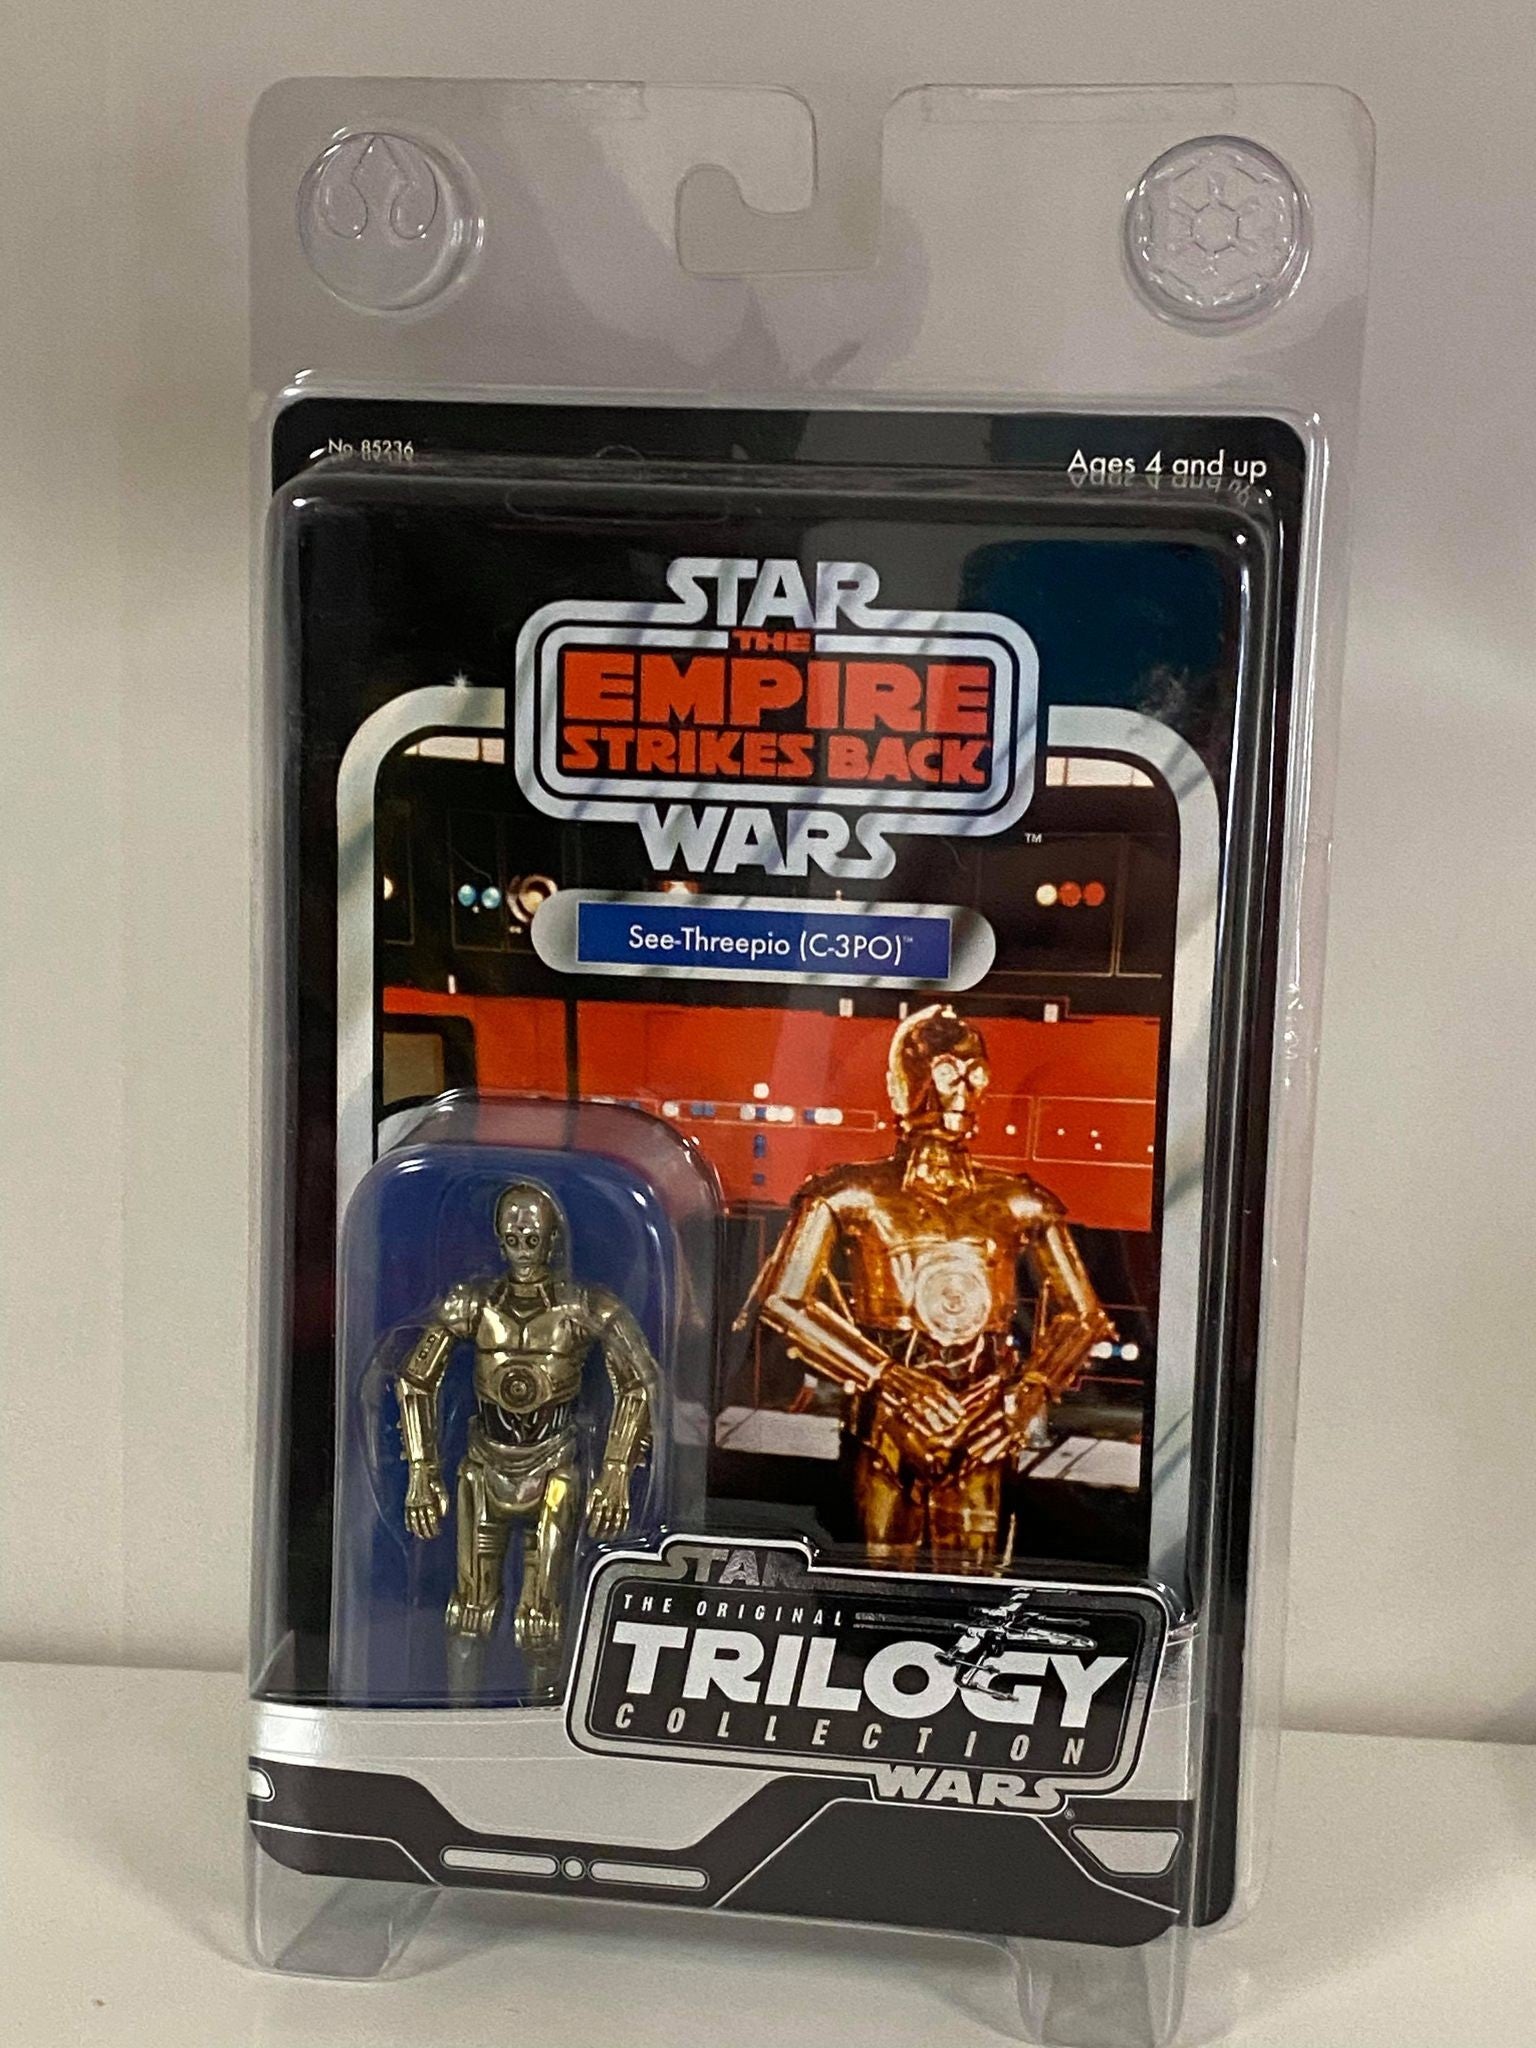 No. 85236
Ages 4 and up
STAR
THE
EMPIRE
STRIKES BACK
WARS
™
See-Threepio (C-3PO)™
STAR
THE ORIGINAL
TRILOGY
COLLECTION
WARS
®